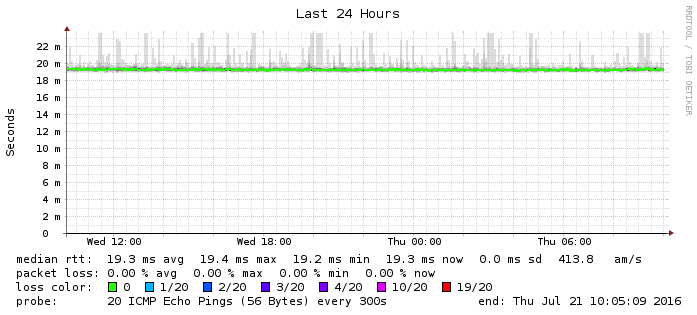 Last 24 Hours
RRDTOOL / TOBI OETIKER
Seconds
22 m
20 m
18 m
16 m
14 m
12 m
10 m
8 m
6 m
4 m
2 m
0
Wed 12:00 Wed 18:00 Thu 00:00 Thu 06:00
median rtt: 19.3 ms avg 19.4 ms max 19.2 ms min 19.3 ms now 0.0 ms sd 413.8 am/s
packet loss: 0.00 % avg 0.00 % max 0.00 % min 0.00 % now
loss color: 0 1/20 2/20 3/20 4/20 10/20 19/20
probe: 20 ICMP Echo Pings (56 Bytes) every 300s end: Thu Jul 21 10:05:09 2016